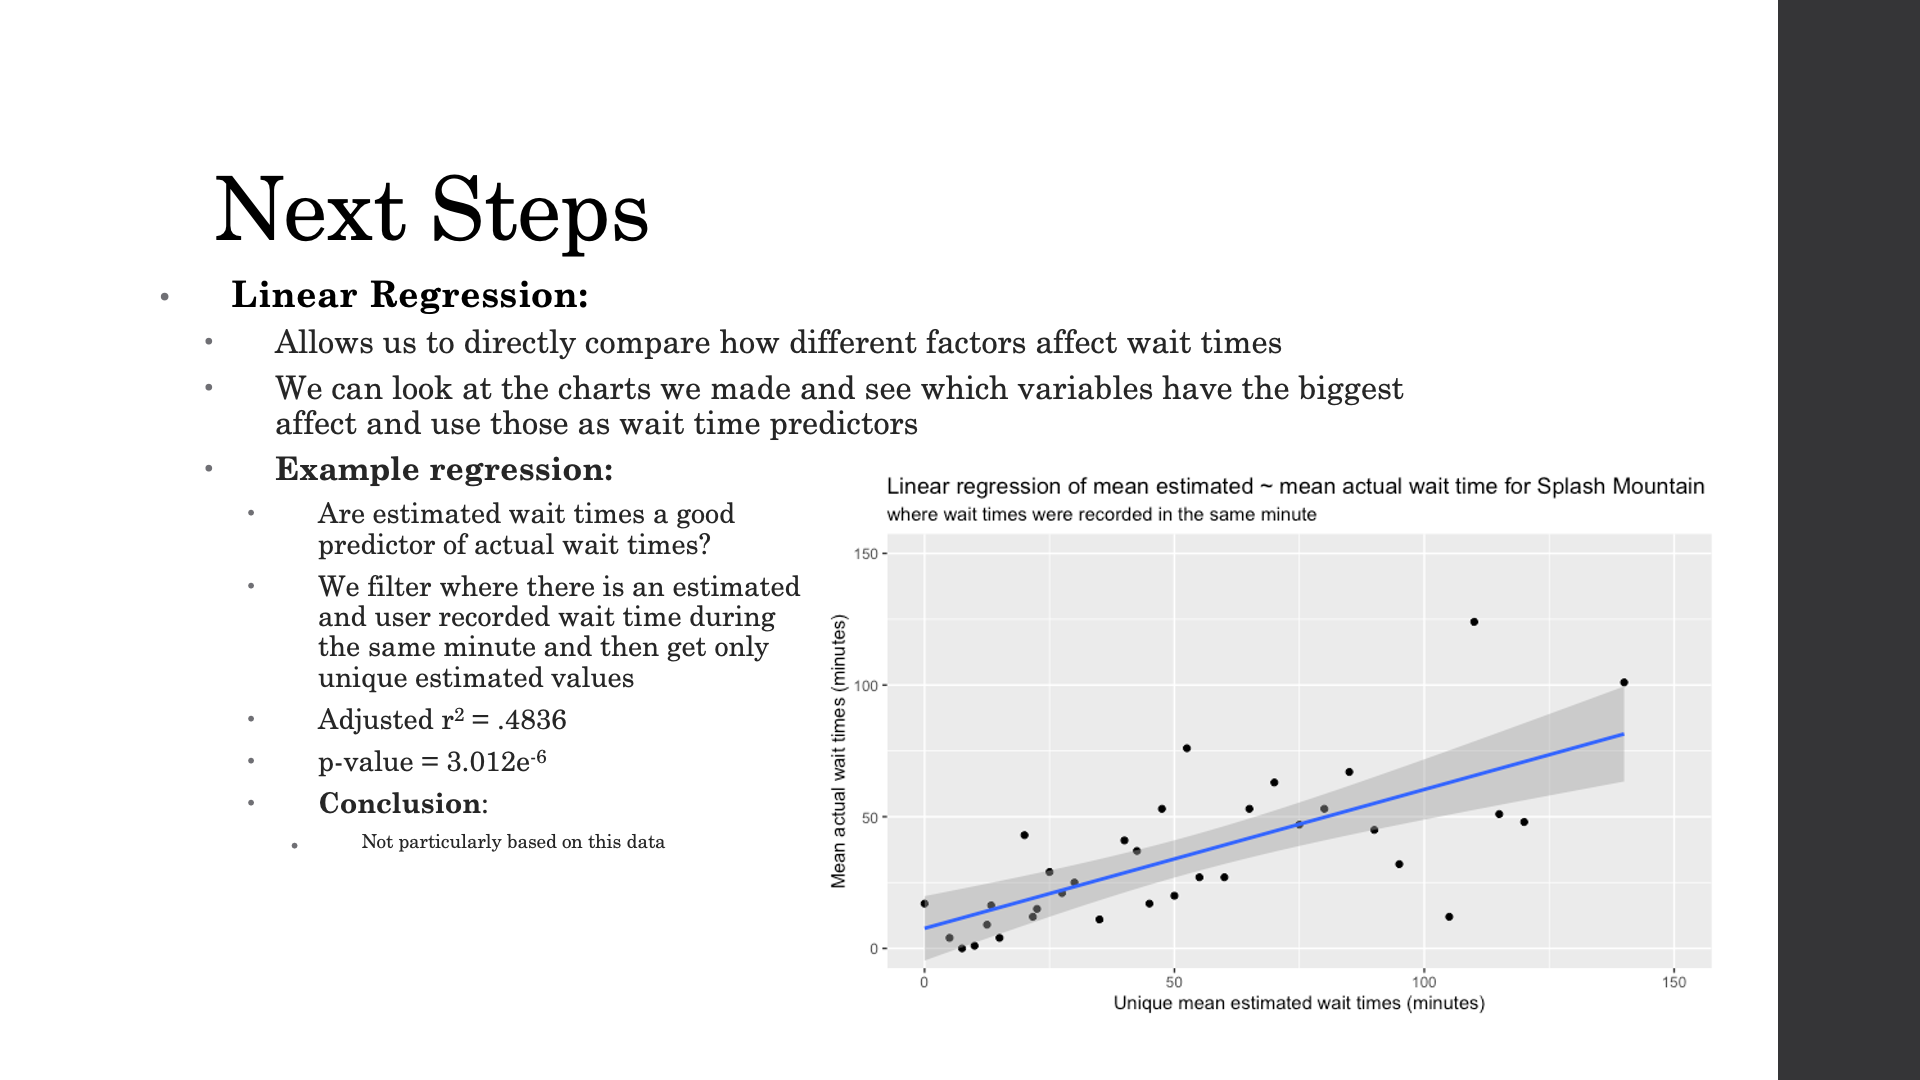 Next Steps
• Linear Regression:
• Allows us to directly compare how different factors affect wait times
• We can look at the charts we made and see which variables have the biggest
affect and use those as wait time predictors
• Example regression:
• Are estimated wait times a good
predictor of actual wait times?
• We filter where there is an estimated
and user recorded wait time during
the same minute and then get only
unique estimated values
• Adjusted r² = .4836
• p-value = 3.012e⁻⁶
• Conclusion:
• Not particularly based on this data
Linear regression of mean estimated ~ mean actual wait time for Splash Mountain
where wait times were recorded in the same minute
Mean actual wait times (minutes)
150
100
50
0
0 50 100 150
Unique mean estimated wait times (minutes)